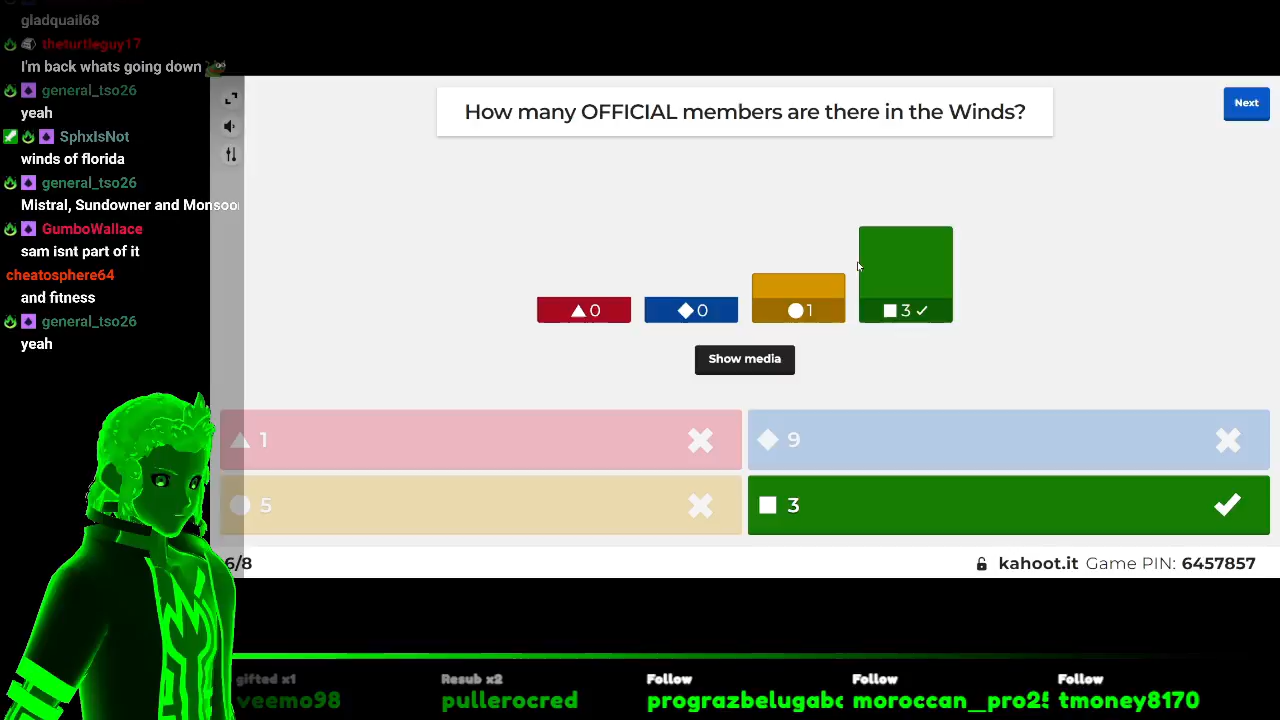 gladquail68
theturtleguy17
I'm back whats going down
general_tso26
yeah
SphxIsNot
winds of florida
general_tso26
Mistral, Sundowner and Monsoo
GumboWallace
sam isnt part of it
cheatosphere64
and fitness
general_tso26
yeah
How many OFFICIAL members are there in the Winds?
Next
0
0
1
3
Show media
1
9
5
3
6/8
kahoot.it Game PIN: 6457857
gifted x1
veemo98
Resub x2
pullerocred
Follow
prograzbelugabc
Follow
moroccan_pro25
Follow
tmoney8170